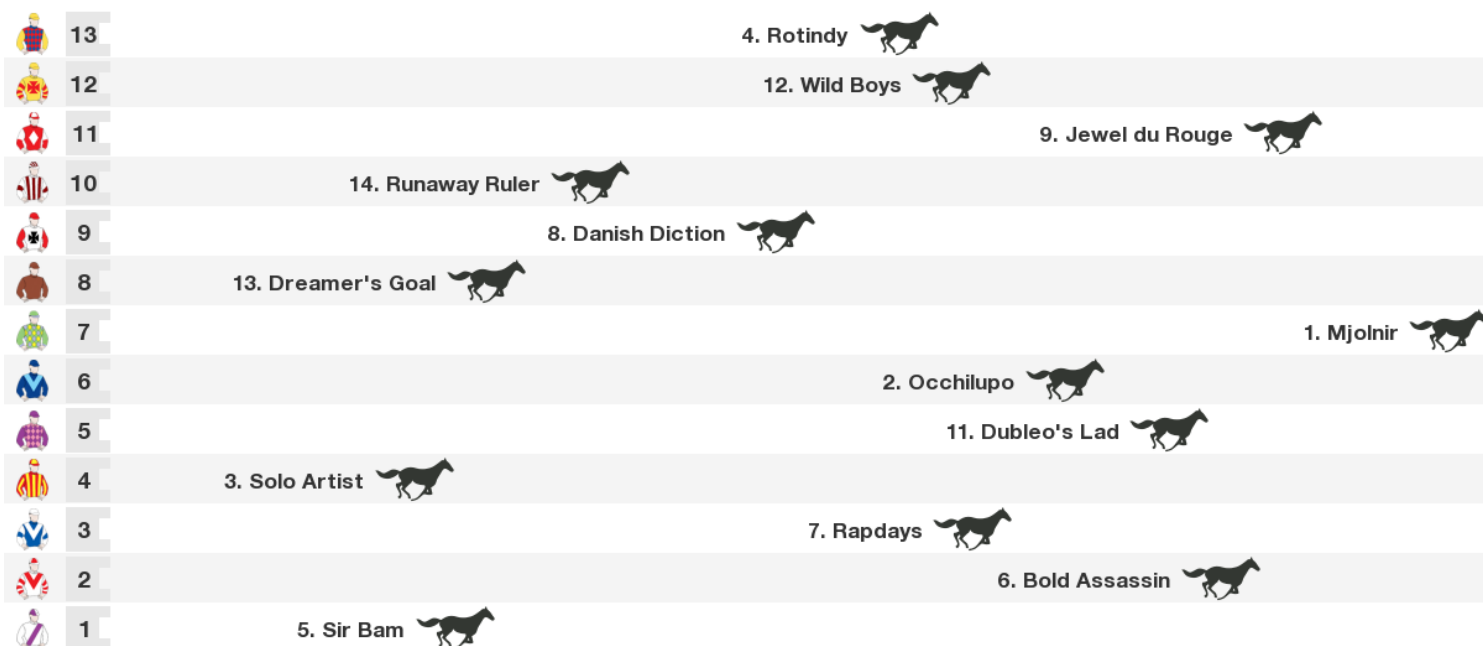 13 4. Rotindy
12 12. Wild Boys
11 9. Jewel du Rouge
10 14. Runaway Ruler
9 8. Danish Diction
8 13. Dreamer's Goal
7 1. Mjolnir
6 2. Occhilupo
5 11. Dubleo's Lad
4 3. Solo Artist
3 7. Rapdays
2 6. Bold Assassin
1 5. Sir Bam